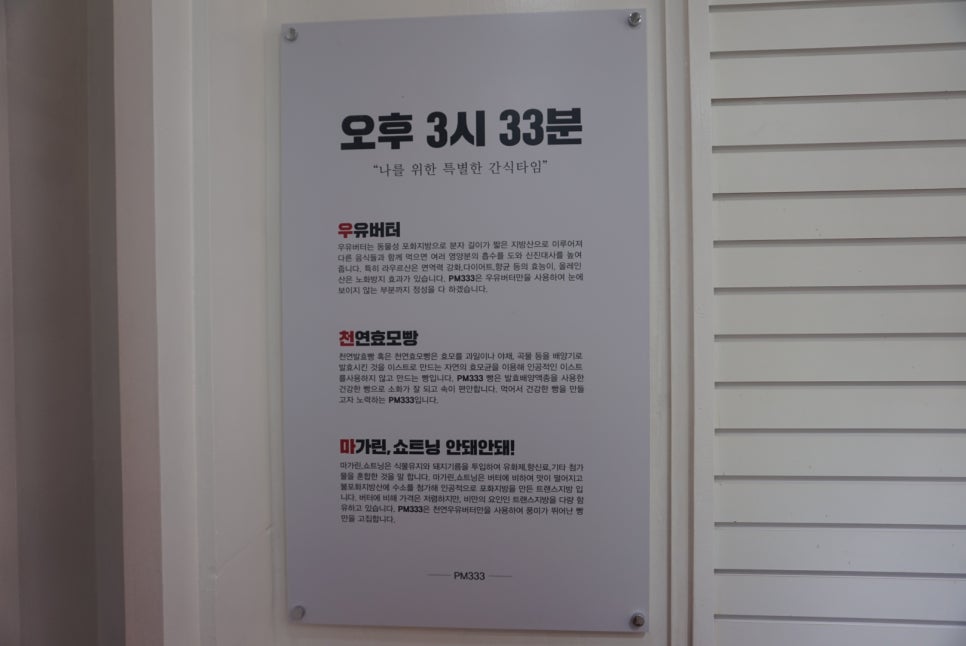 오후 3시 33분
“나를 위한 특별한 간식타임”
우유버터
우유버터는 동물성 포화지방으로 분자 길이가 짧은 지방산으로 이루어져
다른 음식들과 함께 먹으면 여러 영양분의 흡수를 도와 신진대사를 높여
줍니다. 특히 라우르산은 면역력 강화,다이어트,항균 등의 효능이, 올레인
산은 노화방지 효과가 있습니다. PM333은 우유버터만을 사용하여 눈에
보이지 않는 부분까지 정성을 다 하겠습니다.
천연효모빵
천연발효빵 혹은 천연효모빵은 효모를 과일이나 야채, 곡물 등을 배양기로
발효시킨 것을 이스트로 만드는 자연의 효모균을 이용해 인공적인 이스트
를사용하지 않고 만드는 빵입니다. PM333 빵은 발효배양액종을 사용한
건강한 빵으로 소화가 잘 되고 속이 편안합니다. 먹어서 건강한 빵을 만들
고자 노력하는 PM333입니다.
마가린,쇼트닝 안돼안돼!
마가린,쇼트닝은 식물유지와 돼지기름을 투입하여 유화제,향신료,기타 첨가
물을 혼합한 것을 말 합니다. 마가린,쇼트닝은 버터에 비하여 맛이 떨어지고
불포화지방산에 수소를 첨가해 인공적으로 포화지방을 만든 트랜스지방 입
니다. 버터에 비해 가격은 저렴하지만, 비만의 요인인 트랜스지방을 다량 함
유하고 있습니다. PM333은 천연우유버터만을 사용하여 풍미가 뛰어난 빵
만을 고집합니다.
PM333